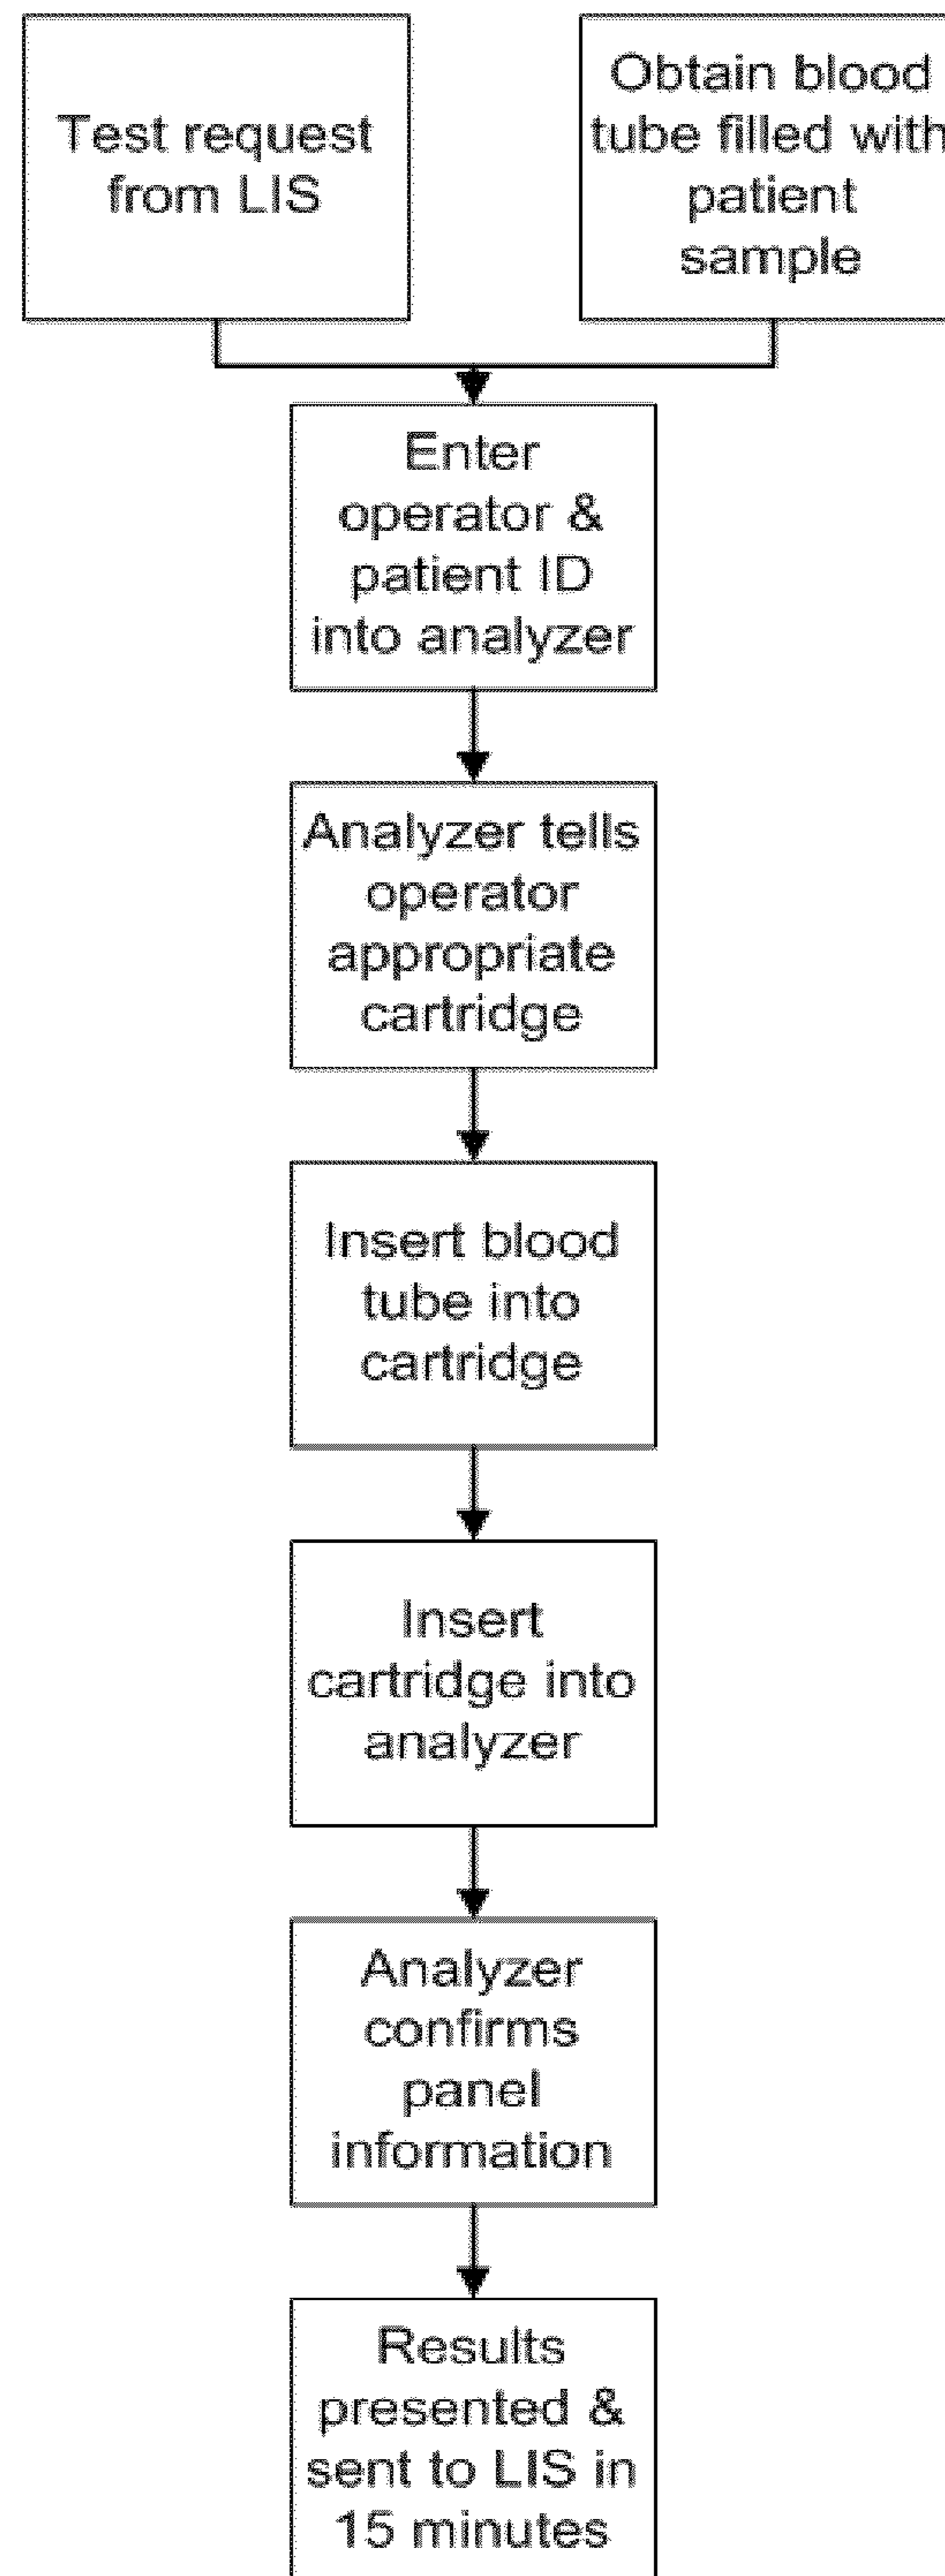 Test request
from LIS
Obtain blood
tube filled with
patient
sample
Enter
operator &
patient ID
into analyzer
Analyzer tells
operator
appropriate
cartridge
Insert blood
tube into
cartridge
Insert
cartridge into
analyzer
Analyzer
confirms
panel
information
Results
presented &
sent to LIS in
15 minutes